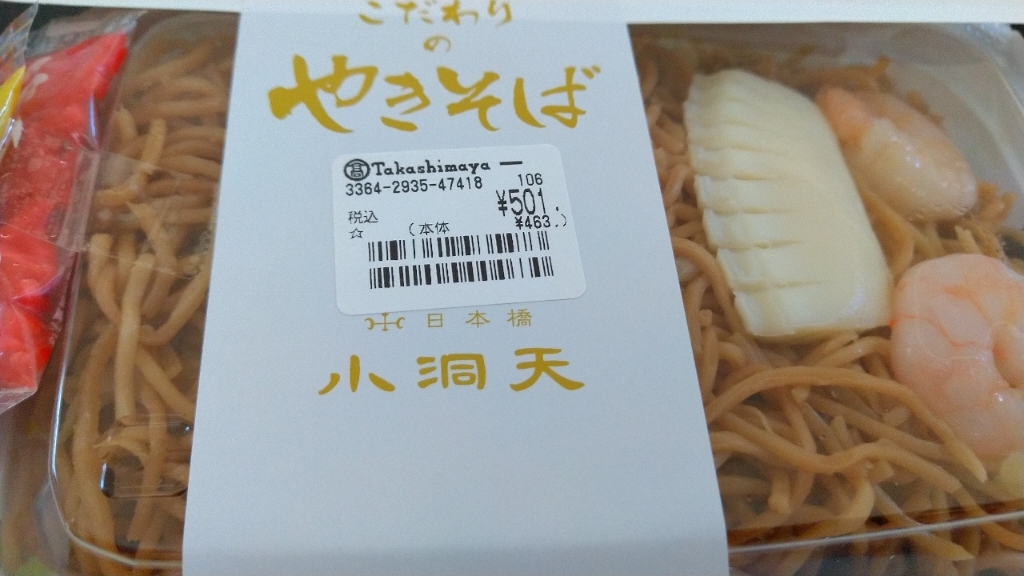 こだわり
の
やきそば
髙 Takashimaya
3364-2935-47418 106
税込 ¥501.
☆ (本体 ¥463.)
日本橋
小洞天